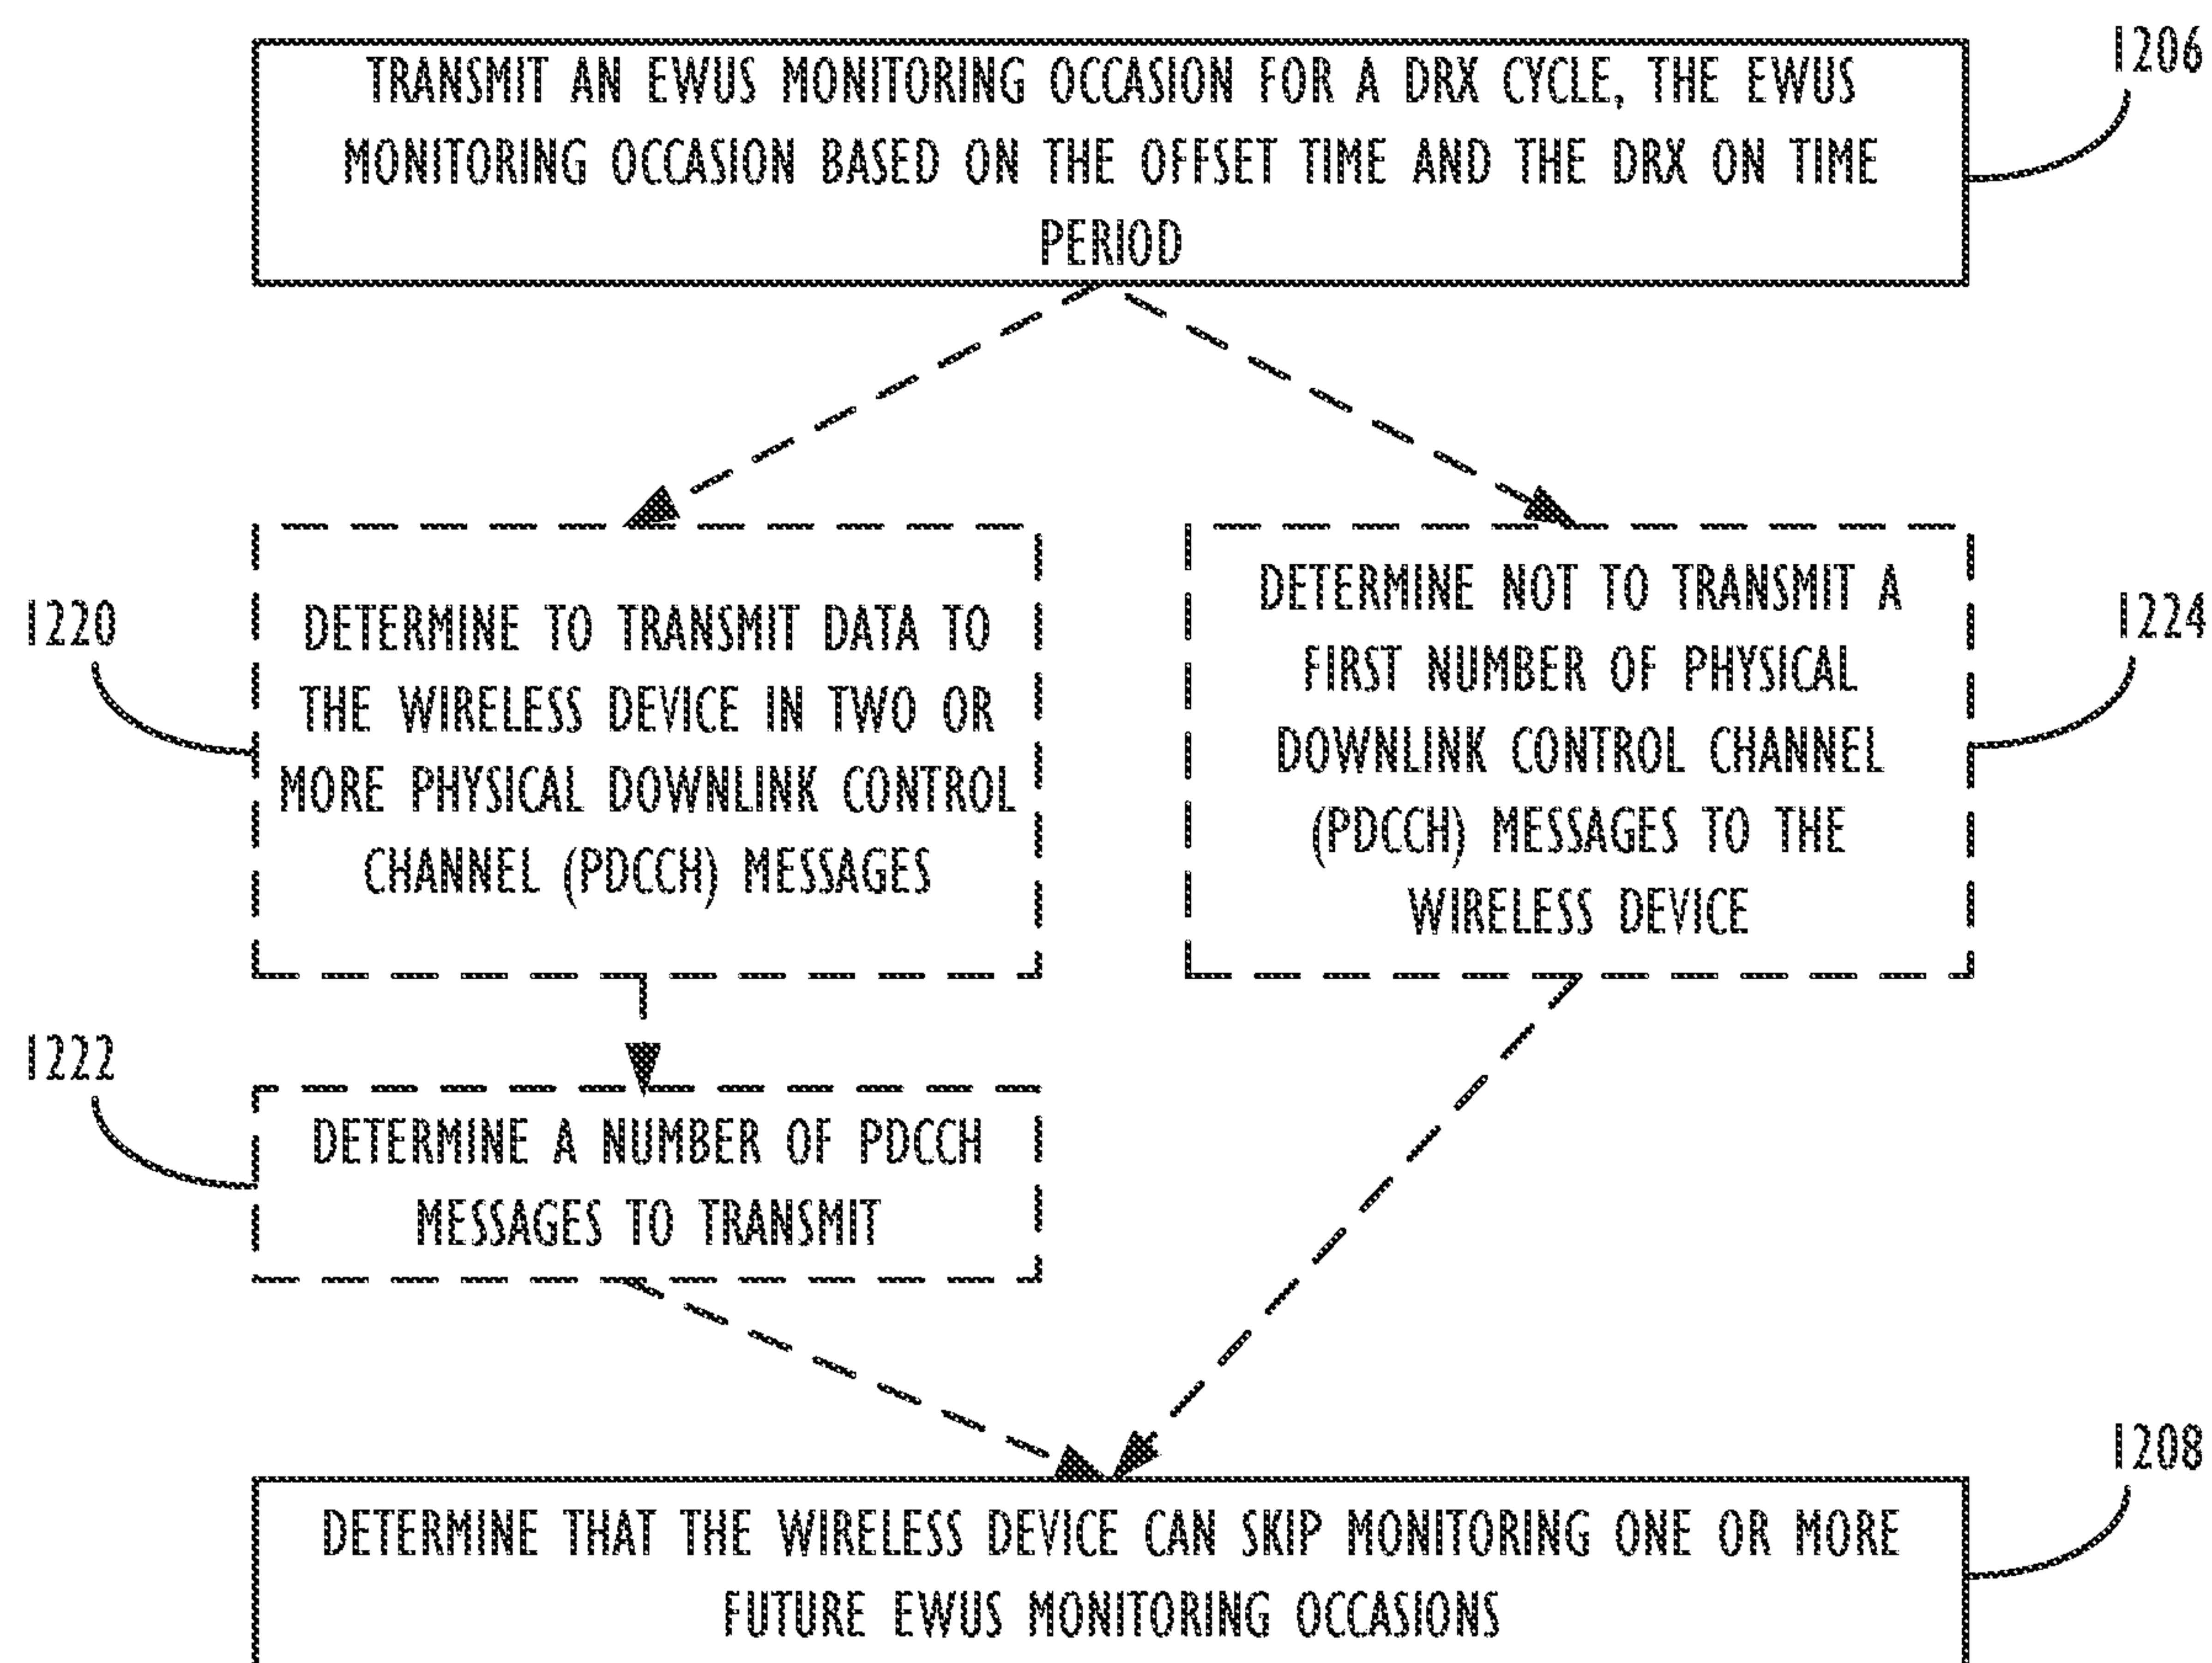 1206
TRANSMIT AN EWUS MONITORING OCCASION FOR A DRX CYCLE, THE EWUS
MONITORING OCCASION BASED ON THE OFFSET TIME AND THE DRX ON TIME
PERIOD
1220
DETERMINE TO TRANSMIT DATA TO
THE WIRELESS DEVICE IN TWO OR
MORE PHYSICAL DOWNLINK CONTROL
CHANNEL (PDCCH) MESSAGES
DETERMINE NOT TO TRANSMIT A
FIRST NUMBER OF PHYSICAL
DOWNLINK CONTROL CHANNEL
(PDCCH) MESSAGES TO THE
WIRELESS DEVICE
1224
1222
DETERMINE A NUMBER OF PDCCH
MESSAGES TO TRANSMIT
1208
DETERMINE THAT THE WIRELESS DEVICE CAN SKIP MONITORING ONE OR MORE
FUTURE EWUS MONITORING OCCASIONS